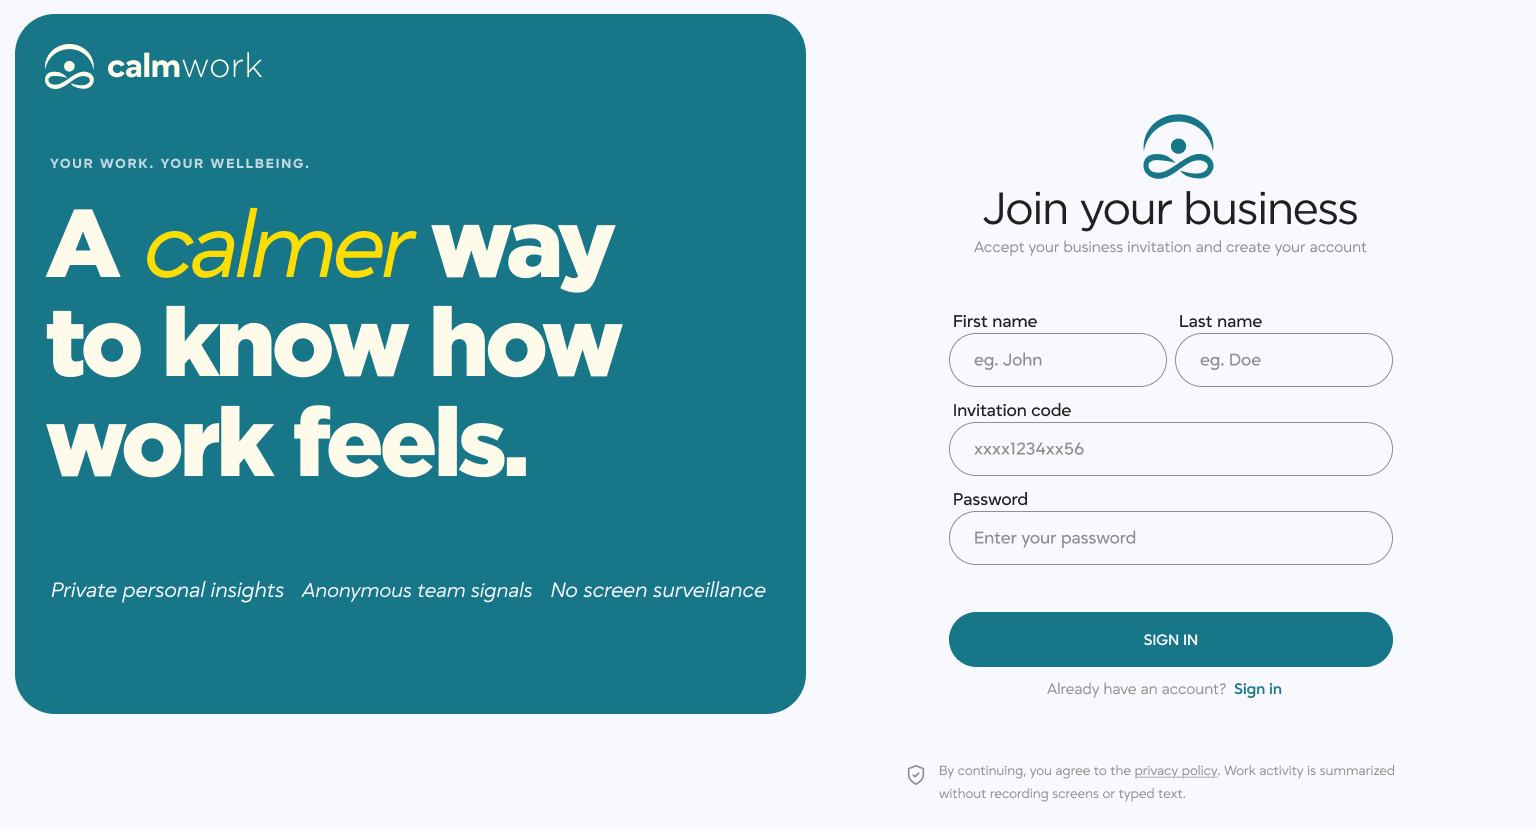 calmwork
YOUR WORK. YOUR WELLBEING.
A calmer way
to know how
work feels.
Private personal insights Anonymous team signals No screen surveillance
Join your business
Accept your business invitation and create your account
First name Last name
eg. John eg. Doe
Invitation code
xxxx1234xx56
Password
Enter your password
SIGN IN
Already have an account? Sign in
By continuing, you agree to the privacy policy. Work activity is summarized
without recording screens or typed text.